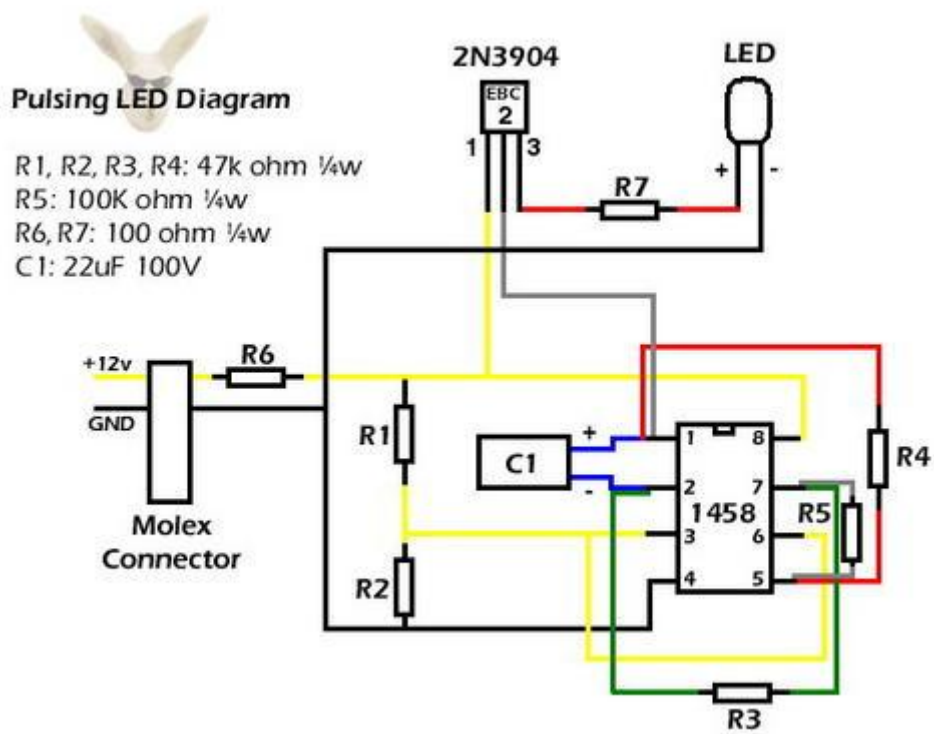 Pulsing LED Diagram
R1, R2, R3, R4: 47k ohm ¼w
R5: 100K ohm ¼w
R6, R7: 100 ohm ¼w
C1: 22uF 100V
2N3904
EBC
2
1
3
LED
+
-
R7
+12v
GND
R6
Molex
Connector
R1
R2
C1
+
-
1
2
3
4
1458
8
7
6
5
R5
R4
R3